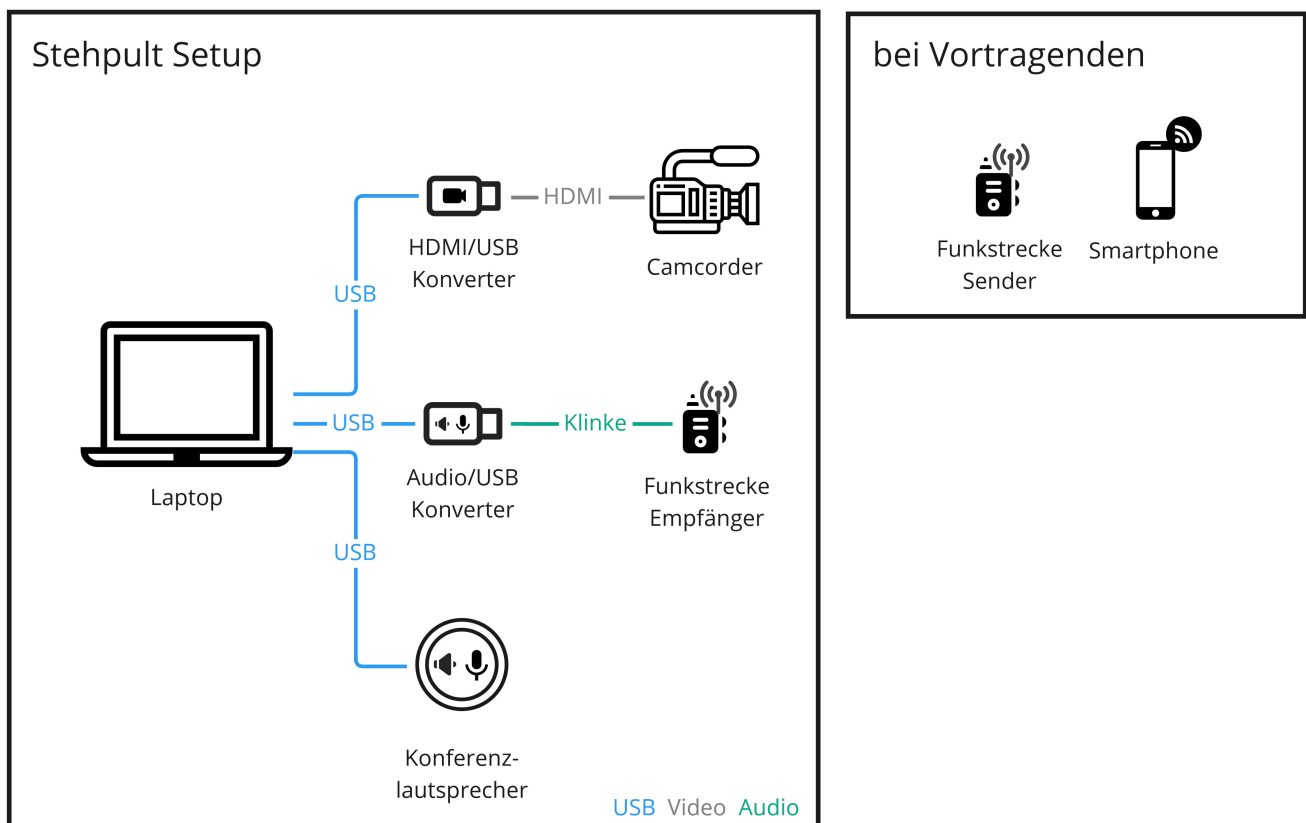 Stehpult Setup
bei Vortragenden
HDMI
HDMI/USB
Konverter
Camcorder
Funkstrecke
Sender
Smartphone
USB
USB
Klinke
Laptop
Audio/USB
Konverter
Funkstrecke
Empfänger
USB
Konferenz-
lautsprecher
USB Video Audio